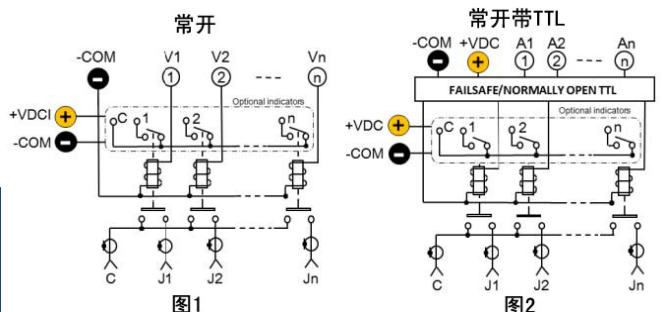 常开
-COM V1 V2 Vn
1 2 n
Optional indicators
+VDCI
-COM
C 1 2 n
C J1 J2 Jn
图1
常开带TTL
-COM +VDC A1 A2 An
1 2 n
FAILSAFE/NORMALLY OPEN TTL
Optional indicators
+VDC
-COM
C 1 2 n
C J1 J2 Jn
图2